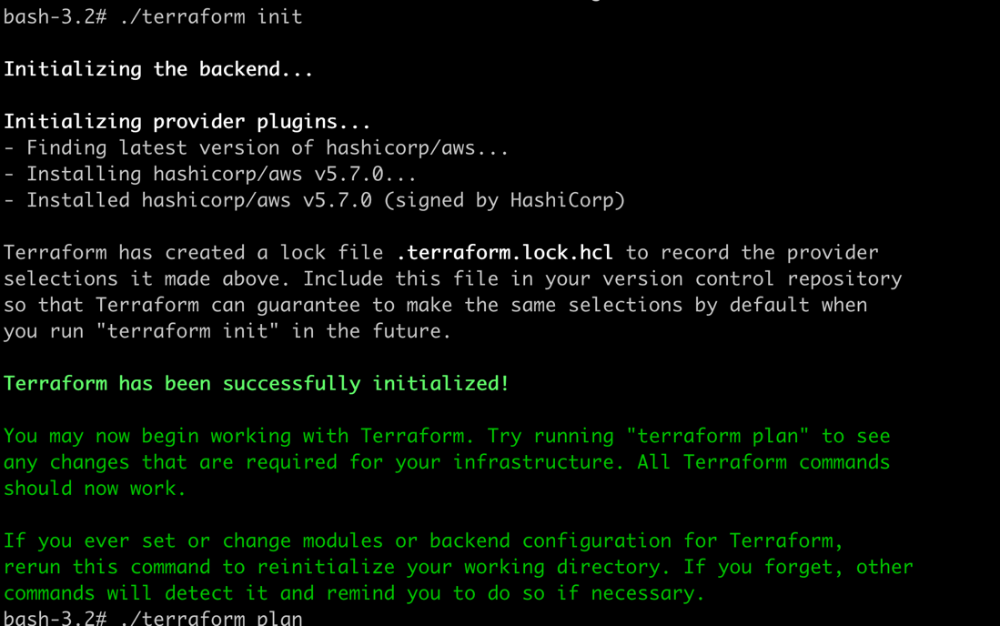 bash-3.2# ./terraform init
Initializing the backend...
Initializing provider plugins...
- Finding latest version of hashicorp/aws...
- Installing hashicorp/aws v5.7.0...
- Installed hashicorp/aws v5.7.0 (signed by HashiCorp)
Terraform has created a lock file .terraform.lock.hcl to record the provider
selections it made above. Include this file in your version control repository
so that Terraform can guarantee to make the same selections by default when
you run "terraform init" in the future.
Terraform has been successfully initialized!
You may now begin working with Terraform. Try running "terraform plan" to see
any changes that are required for your infrastructure. All Terraform commands
should now work.
If you ever set or change modules or backend configuration for Terraform,
rerun this command to reinitialize your working directory. If you forget, other
commands will detect it and remind you to do so if necessary.
bash-3.2# ./terraform plan